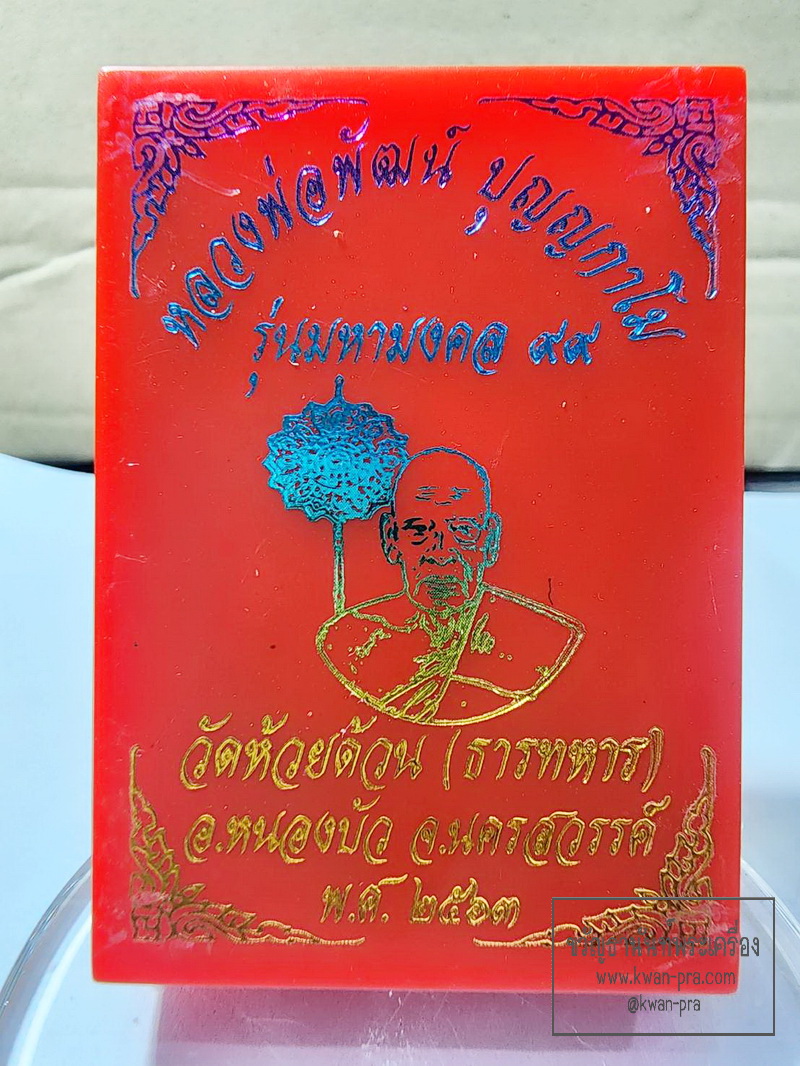 หลวงพ่อพัฒน์ ปุญญกาโม
รุ่นมหามงคล ๙๙
วัดห้วยด้วน (ธารทหาร)
อ.หนองบัว จ.นครสวรรค์
พ.ศ. ๒๕๖๓
www.kwan-pra.com
@kwan-pra